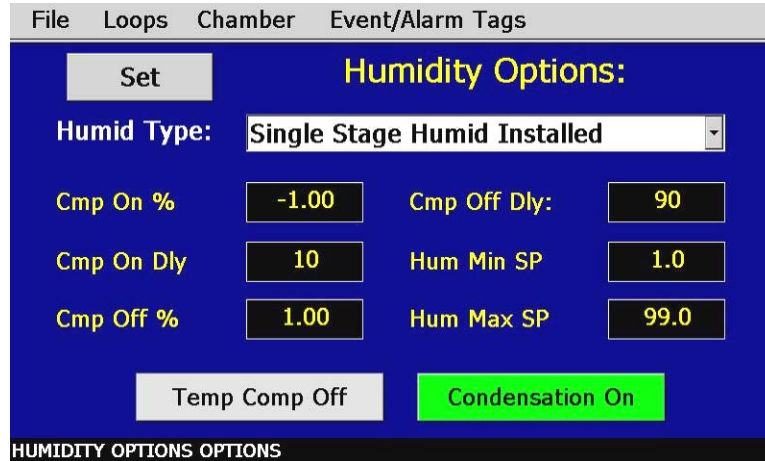 File Loops Chamber Event/Alarm Tags
Set Humidity Options:
Humid Type: Single Stage Humid Installed
Cmp On % -1.00 Cmp Off Dly: 90
Cmp On Dly 10 Hum Min SP 1.0
Cmp Off % 1.00 Hum Max SP 99.0
Temp Comp Off Condensation On
HUMIDITY OPTIONS OPTIONS